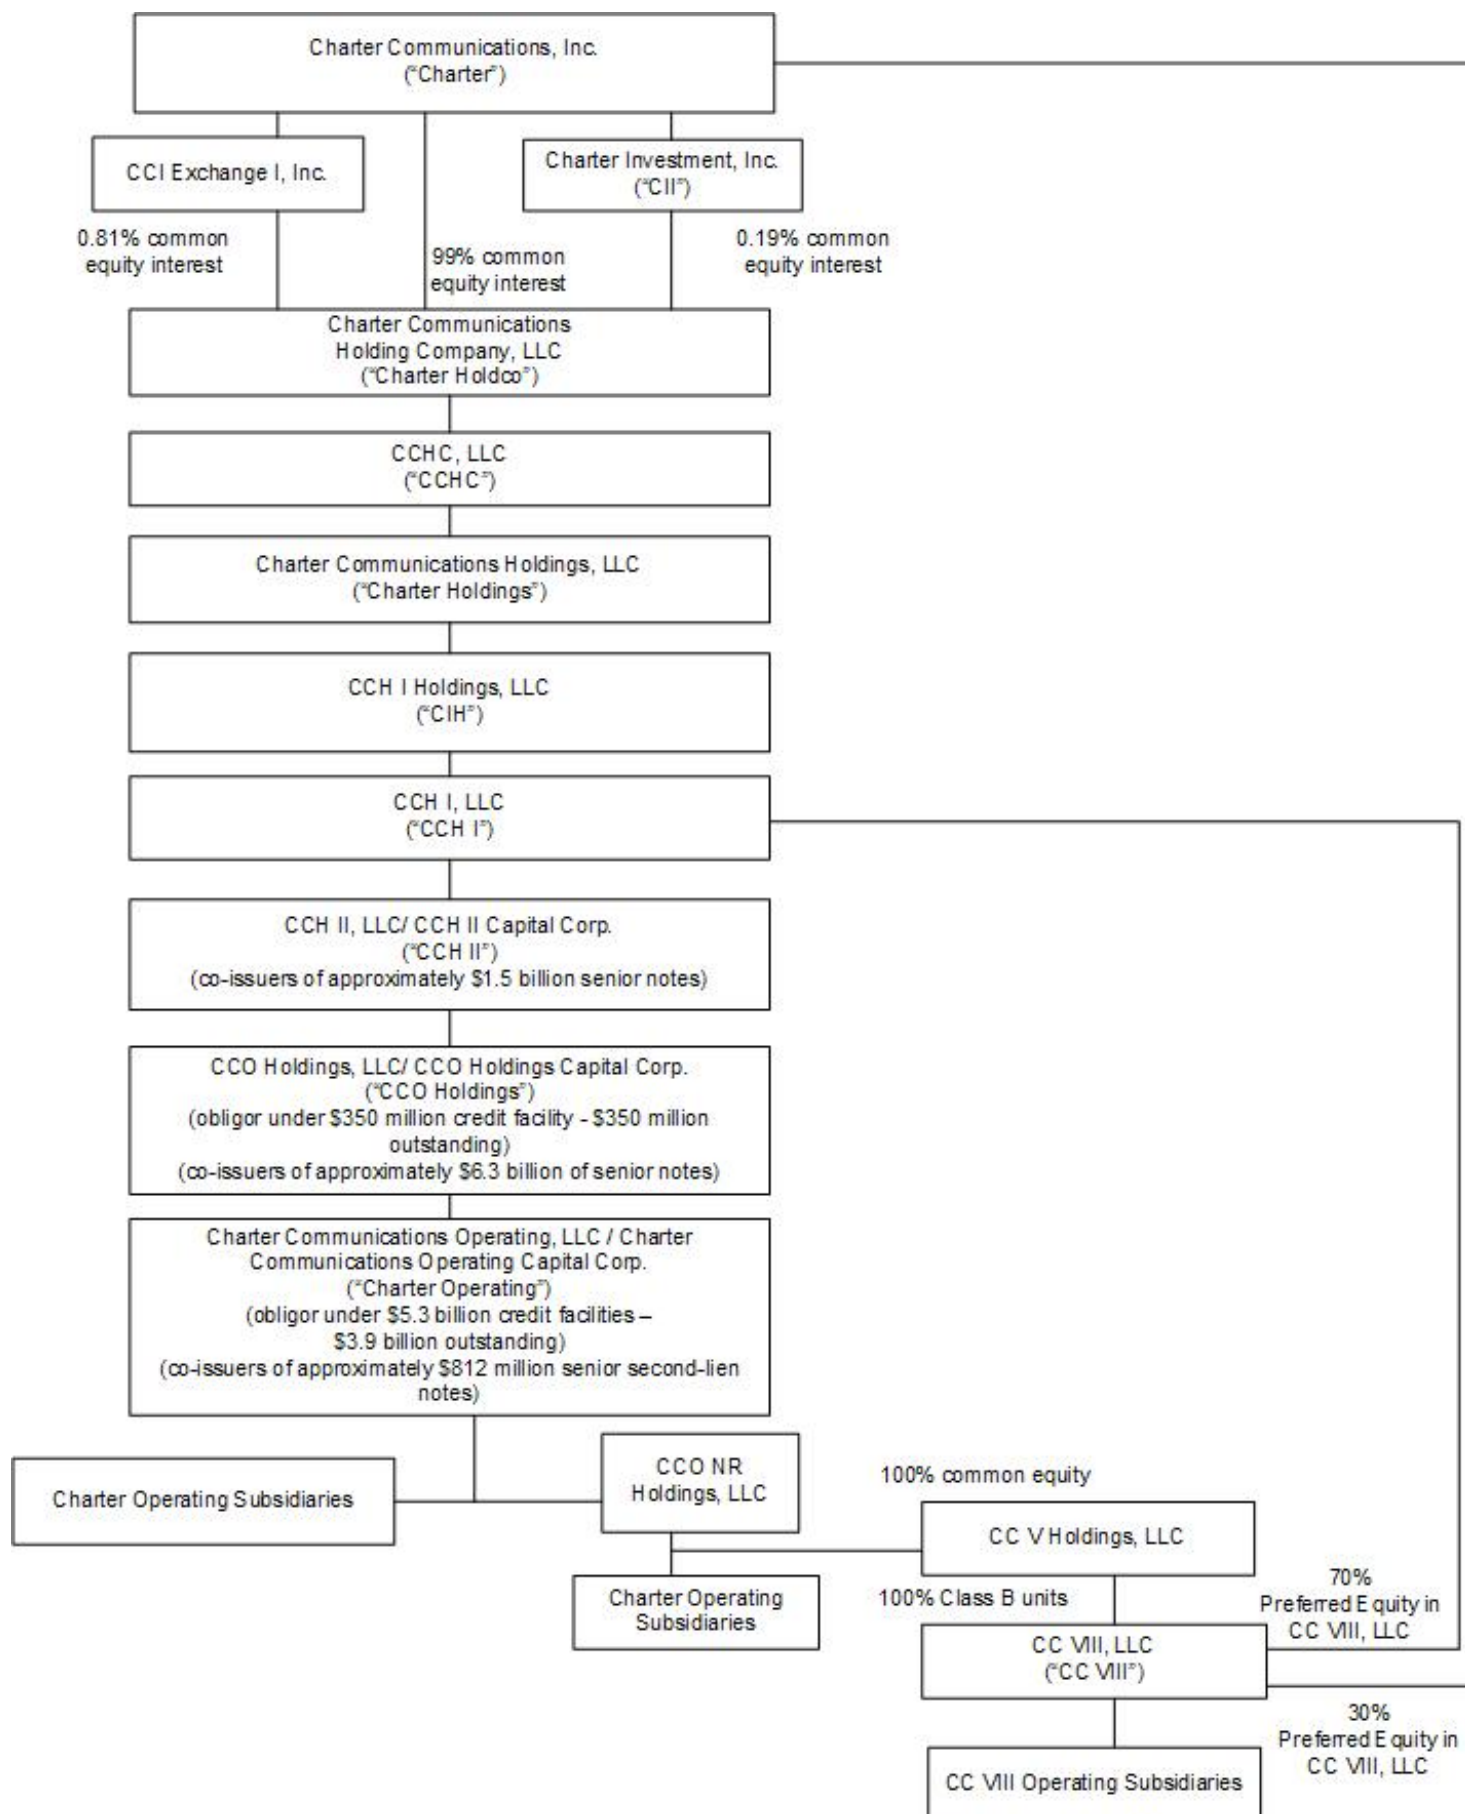 Charter Communications, Inc.
("Charter")
CCI Exchange I, Inc.
Charter Investment, Inc.
("CII")
0.81% common
equity interest
99% common
equity interest
0.19% common
equity interest
Charter Communications
Holding Company, LLC
("Charter Holdco")
CCHC, LLC
("CCHC")
Charter Communications Holdings, LLC
("Charter Holdings")
CCH I Holdings, LLC
("CIH")
CCH I, LLC
("CCH I")
CCH II, LLC/ CCH II Capital Corp.
("CCH II")
(co-issuers of approximately $1.5 billion senior notes)
CCO Holdings, LLC/ CCO Holdings Capital Corp.
("CCO Holdings")
(obligor under $350 million credit facility - $350 million
outstanding)
(co-issuers of approximately $6.3 billion of senior notes)
Charter Communications Operating, LLC / Charter
Communications Operating Capital Corp.
("Charter Operating")
(obligor under $5.3 billion credit facilities –
$3.9 billion outstanding)
(co-issuers of approximately $812 million senior second-lien
notes)
Charter Operating Subsidiaries
CCO NR
Holdings, LLC
100% common equity
CC V Holdings, LLC
Charter Operating
Subsidiaries
100% Class B units
70%
Preferred Equity in
CC VIII, LLC
CC VIII, LLC
("CC VIII")
30%
Preferred Equity in
CC VIII, LLC
CC VIII Operating Subsidiaries